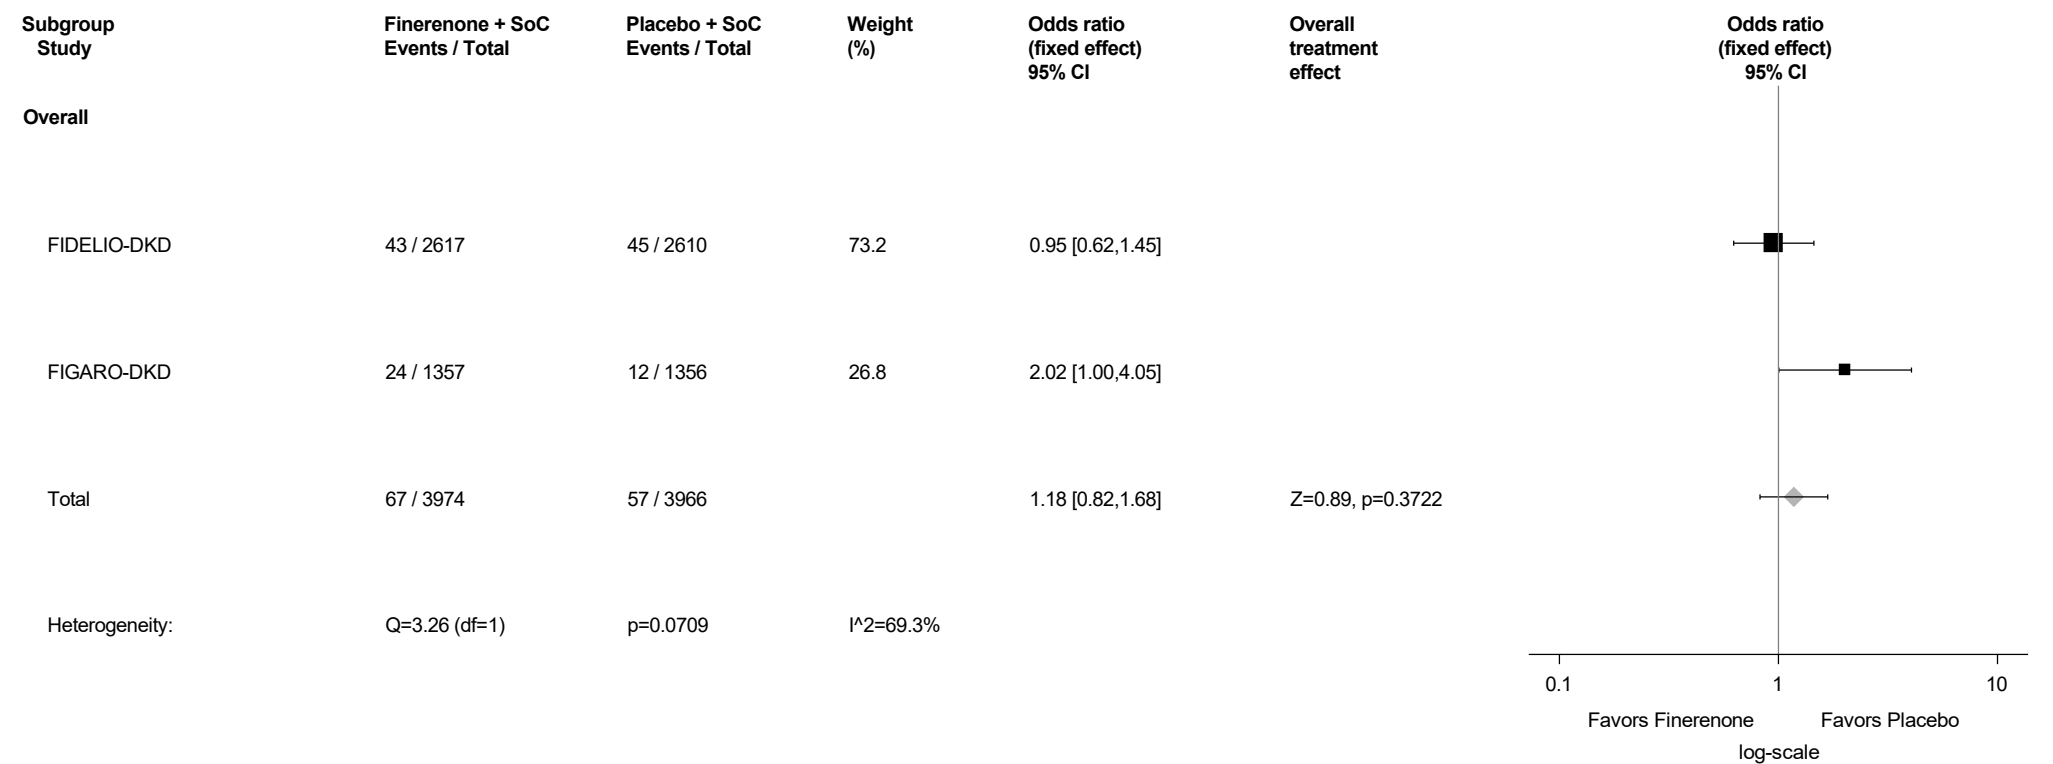 Subgroup Finerenone + SoC Placebo + SoC Weight Odds ratio Overall Odds ratio
Study Events / Total Events / Total (%) (fixed effect) treatment (fixed effect)
95% CI effect 95% CI
Overall
FIDELIO-DKD 43 / 2617 45 / 2610 73.2 0.95 [0.62,1.45]
FIGARO-DKD 24 / 1357 12 / 1356 26.8 2.02 [1.00,4.05]
Total 67 / 3974 57 / 3966 1.18 [0.82,1.68] Z=0.89, p=0.3722
Heterogeneity: Q=3.26 (df=1) p=0.0709 I^2=69.3%
0.1 1 10
Favors Finerenone Favors Placebo
log-scale